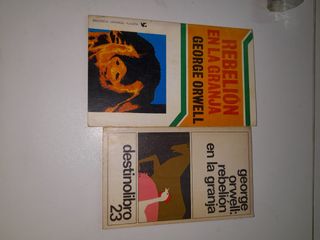 REBELION
EN LA GRANJA
GEORGE ORWELL
george
orwell:
rebelión
en la granja
destinolibro
23